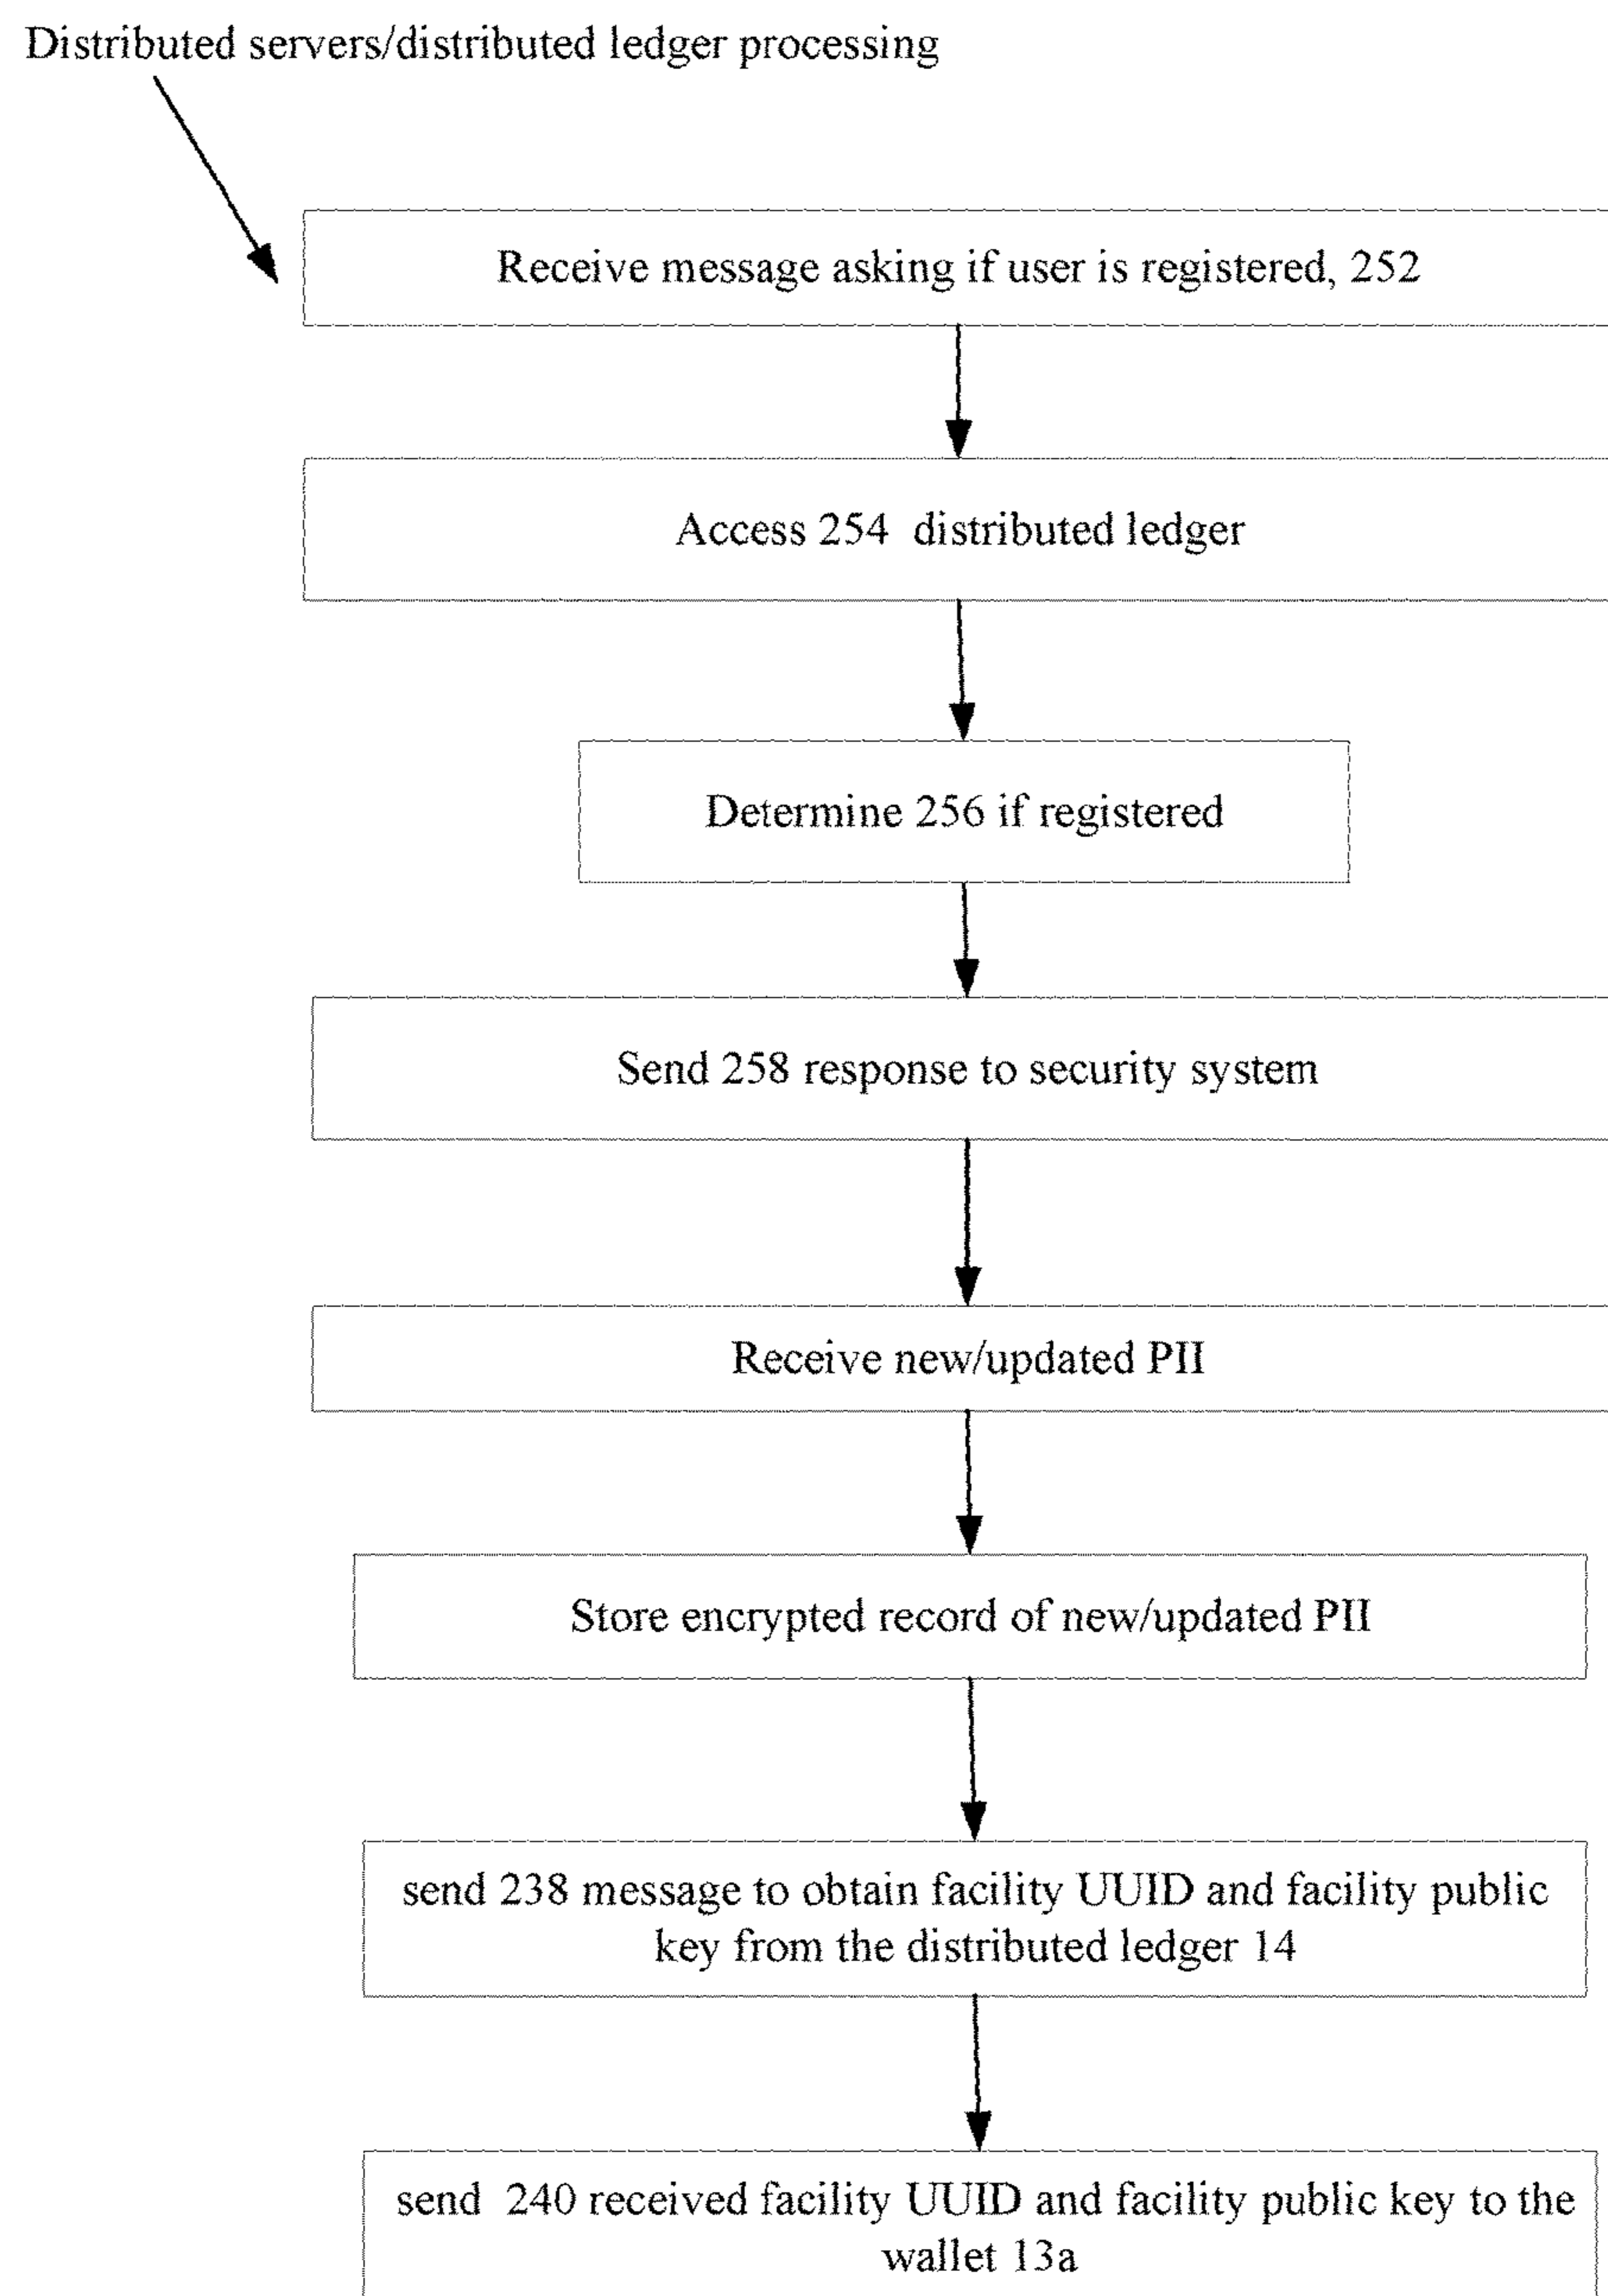 Distributed servers/distributed ledger processing
Receive message asking if user is registered, 252
Access 254 distributed ledger
Determine 256 if registered
Send 258 response to security system
Receive new/updated PII
Store encrypted record of new/updated PII
send 238 message to obtain facility UUID and facility public
key from the distributed ledger 14
send 240 received facility UUID and facility public key to the
wallet 13a